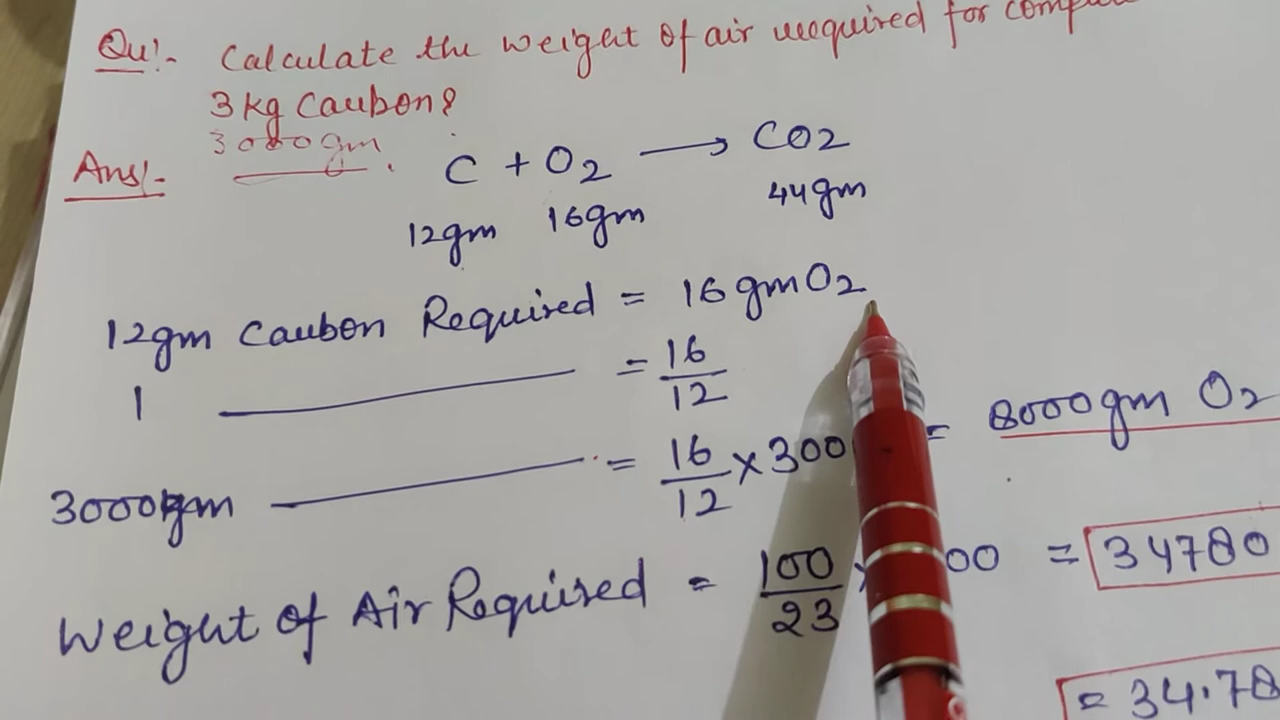 Qu:- Calculate the weight of air required for
3 kg Carbon?
3000gm
Ans:- C + O2 → CO2
12gm 16gm 44gm
12gm Carbon Required = 16 gm O2
1 = 16/12
3000gm = 16/12 × 300 = 8000gm O2
Weight of Air Required = 100/23 × 00 = 34780
= 34.78